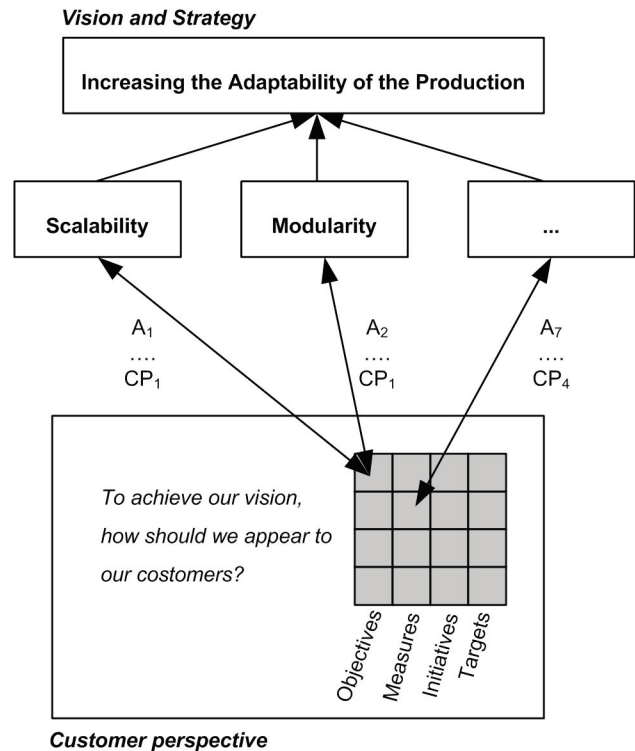 Vision and Strategy
Increasing the Adaptability of the Production
Scalability
Modularity
...
A₁
....
CP₁
A₂
....
CP₁
A₇
....
CP₄
To achieve our vision,
how should we appear to
our costomers?
Objectives
Measures
Initiatives
Targets
Customer perspective